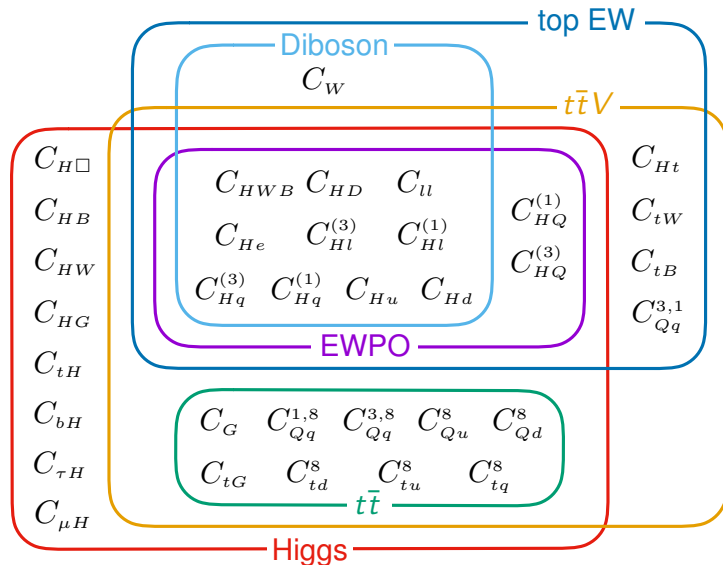 top EW
Diboson
C_W
tt̄V
C_{H□} C_{HWB} C_{HD} C_{ll} C_{HQ}^{(1)} C_{Ht}
C_{HB} C_{He} C_{Hl}^{(3)} C_{Hl}^{(1)} C_{HQ}^{(3)} C_{tW}
C_{HW} C_{Hq}^{(3)} C_{Hq}^{(1)} C_{Hu} C_{Hd} C_{tB}
C_{HG} EWPO C_{Qq}^{3,1}
C_{tH}
C_{bH} C_G C_{Qq}^{1,8} C_{Qq}^{3,8} C_{Qu}^{8} C_{Qd}^{8}
C_{τH} C_{tG} C_{td}^{8} C_{tu}^{8} C_{tq}^{8}
C_{μH} tt̄
Higgs